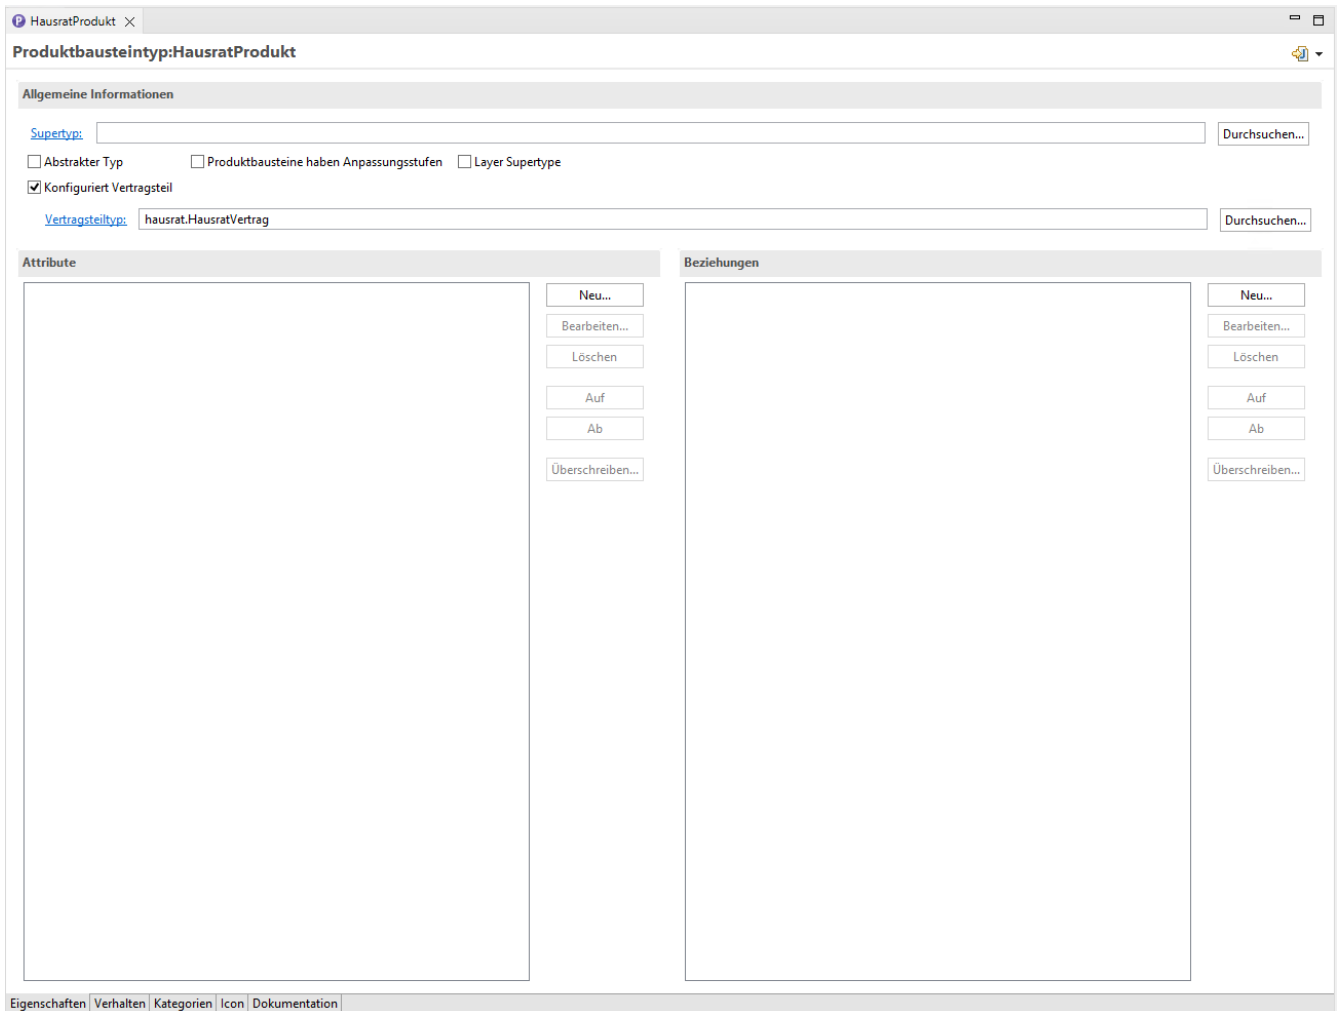 HausratProdukt
Produktbausteintyp:HausratProdukt
Allgemeine Informationen
Supertyp: Durchsuchen...
Abstrakter Typ Produktbausteine haben Anpassungsstufen Layer Supertype
Konfiguriert Vertragsteil
Vertragsteiltyp: hausrat.HausratVertrag Durchsuchen...
Attribute
Neu...
Bearbeiten...
Löschen
Auf
Ab
Überschreiben...
Beziehungen
Neu...
Bearbeiten...
Löschen
Auf
Ab
Überschreiben...
Eigenschaften Verhalten Kategorien Icon Dokumentation